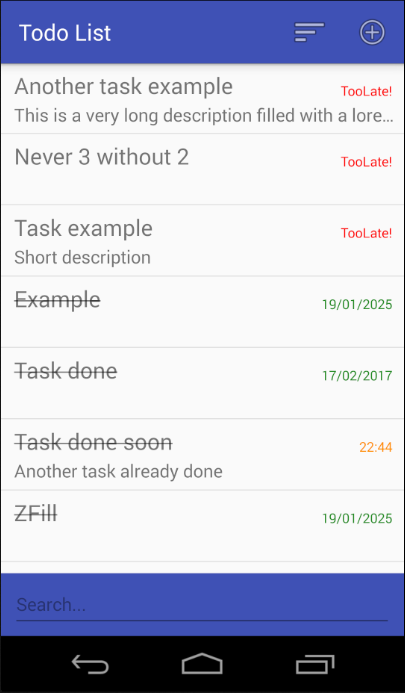 Todo List
Another task example
TooLate!
This is a very long description filled with a lore...
Never 3 without 2
TooLate!
Task example
TooLate!
Short description
Example
19/01/2025
Task done
17/02/2017
Task done soon
22:44
Another task already done
ZFill
19/01/2025
Search...